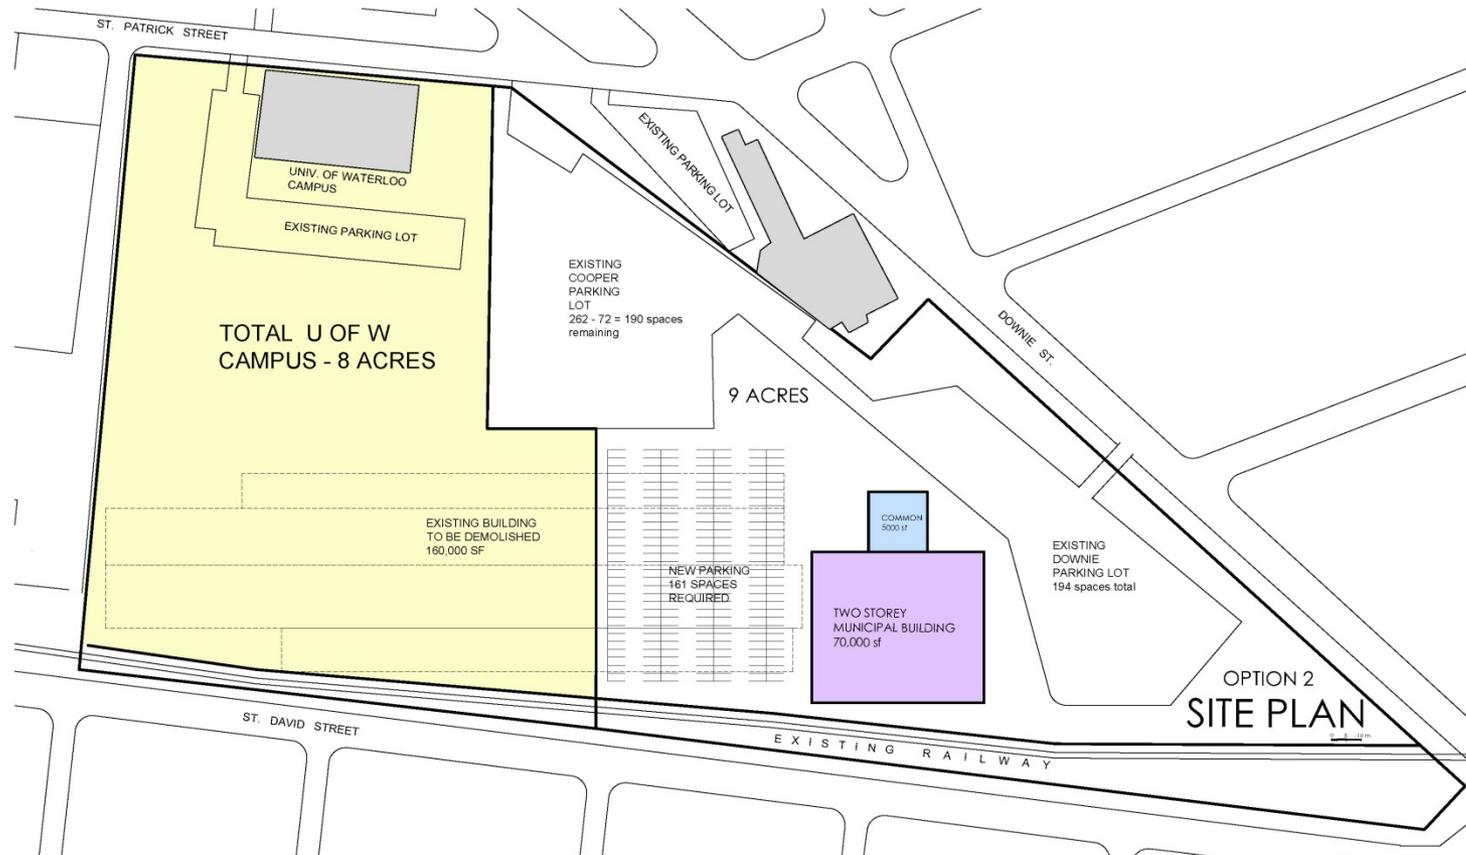 ST. PATRICK STREET
UNIV. OF WATERLOO
CAMPUS
EXISTING PARKING LOT
EXISTING PARKING LOT
TOTAL U OF W
CAMPUS - 8 ACRES
EXISTING
COOPER
PARKING
LOT
262 - 72 = 190 spaces
remaining
9 ACRES
DOWNIE ST.
EXISTING BUILDING
TO BE DEMOLISHED
160,000 SF
NEW PARKING
161 SPACES
REQUIRED
COMMON
5000 sf
TWO STOREY
MUNICIPAL BUILDING
70,000 sf
EXISTING
DOWNIE
PARKING LOT
194 spaces total
OPTION 2
SITE PLAN
0 5 10 m
ST. DAVID STREET
EXISTING RAILWAY